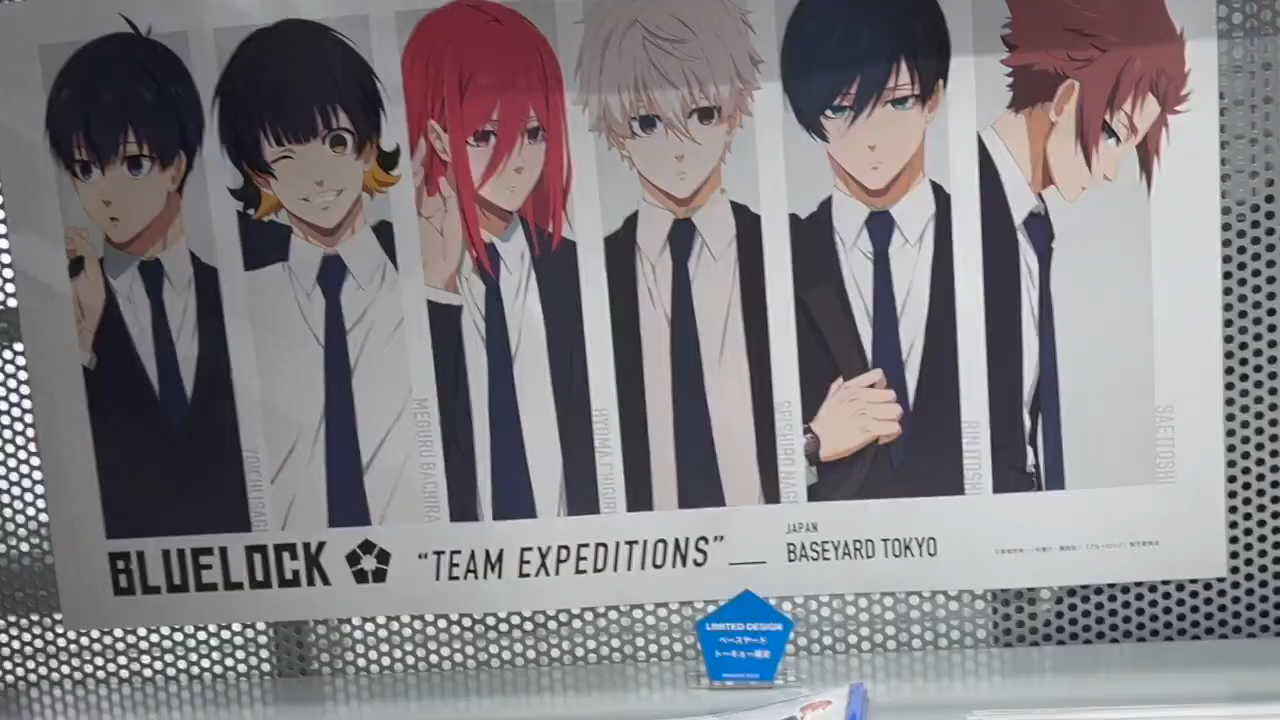 YOICHI ISAGI
MEGURU BACHIRA
HYOMA CHIGIRI
SEISHIRO NAGI
RIN ITOSHI
SAE ITOSHI
BLUELOCK
“TEAM EXPEDITIONS”
JAPAN
BASEYARD TOKYO
LIMITED DESIGN
ベースヤード
トーキョー限定